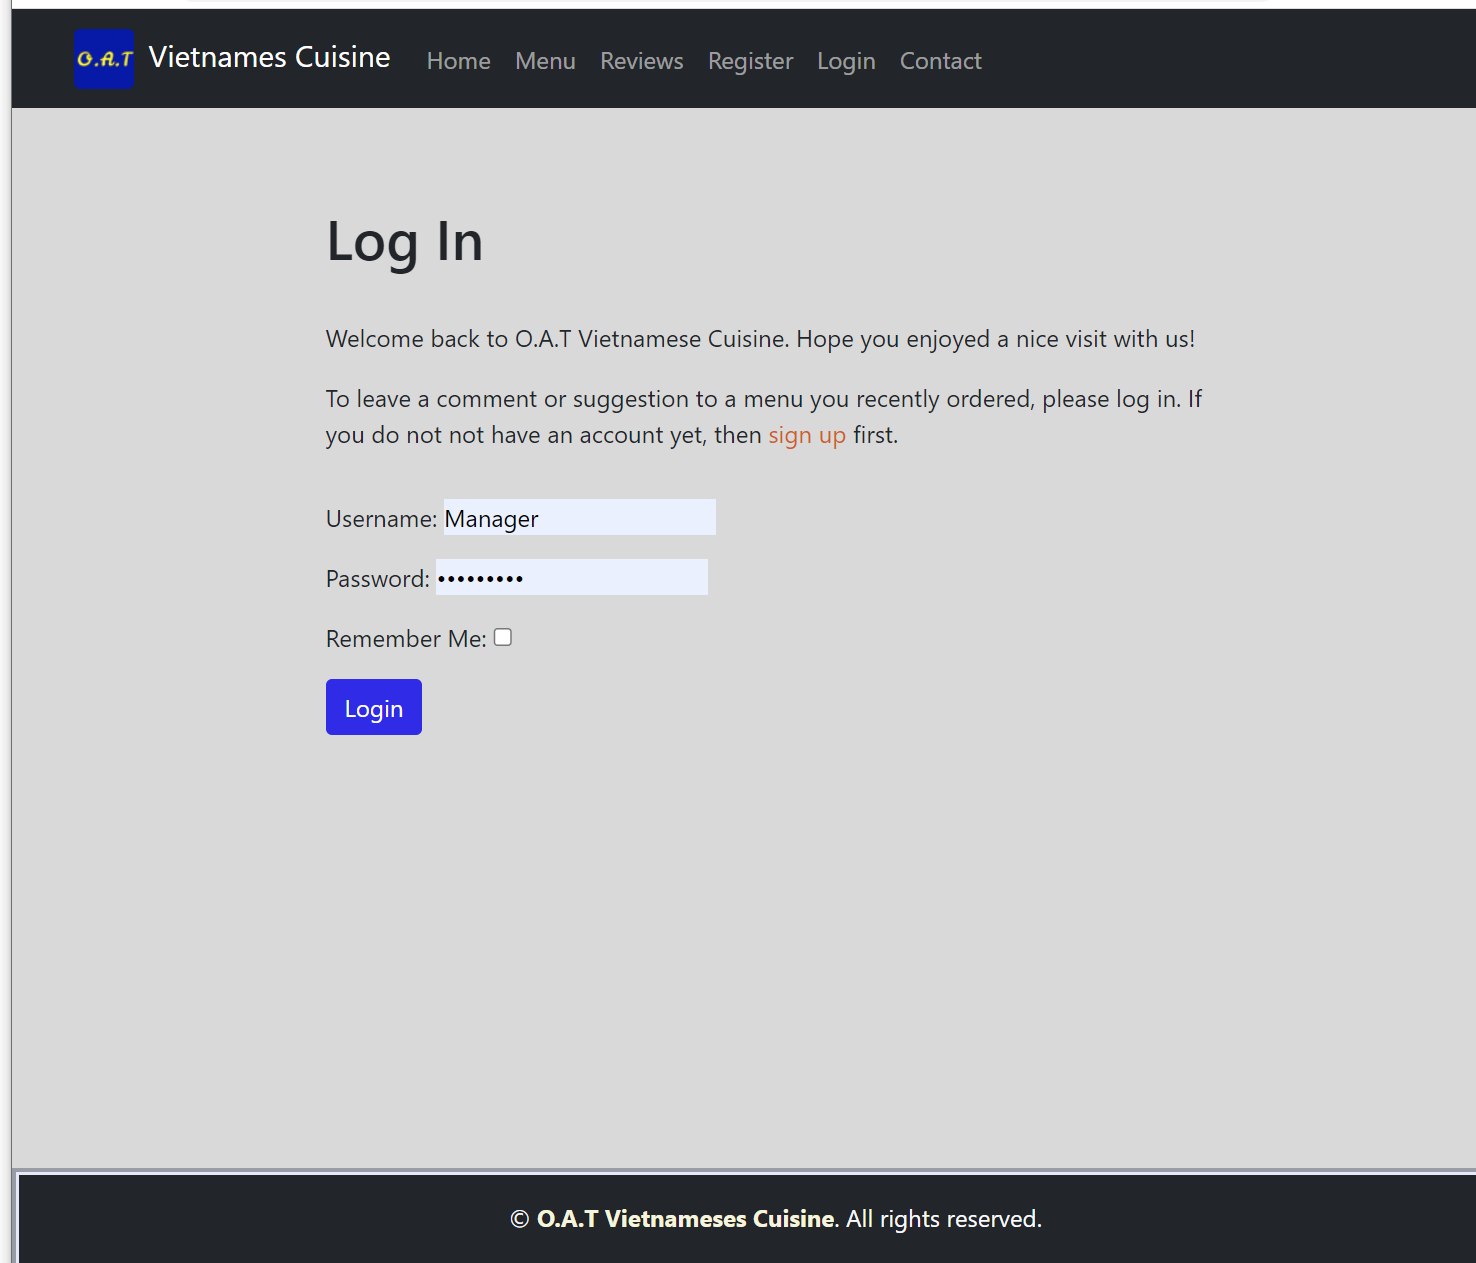 O.A.T Vietnames Cuisine Home Menu Reviews Register Login Contact
Log In
Welcome back to O.A.T Vietnamese Cuisine. Hope you enjoyed a nice visit with us!
To leave a comment or suggestion to a menu you recently ordered, please log in. If
you do not not have an account yet, then sign up first.
Username: Manager
Password: •••••••••
Remember Me:
Login
© O.A.T Vietnameses Cuisine. All rights reserved.